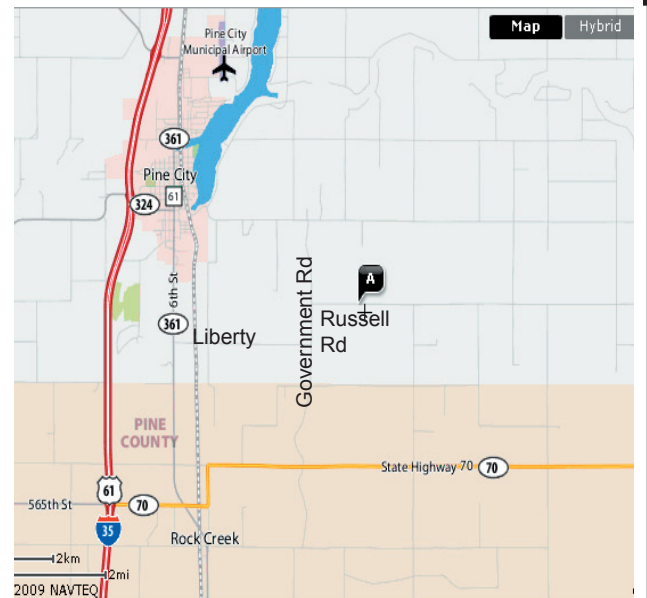 Map Hybrid
Pine City
Municipal Airport
361
Pine City
61
324
Government Rd
A
6th St
361
Russell
Rd
Liberty
PINE
COUNTY
State Highway 70 70
61
565th St 70
35
Rock Creek
2km
2mi
2009 NAVTEQ